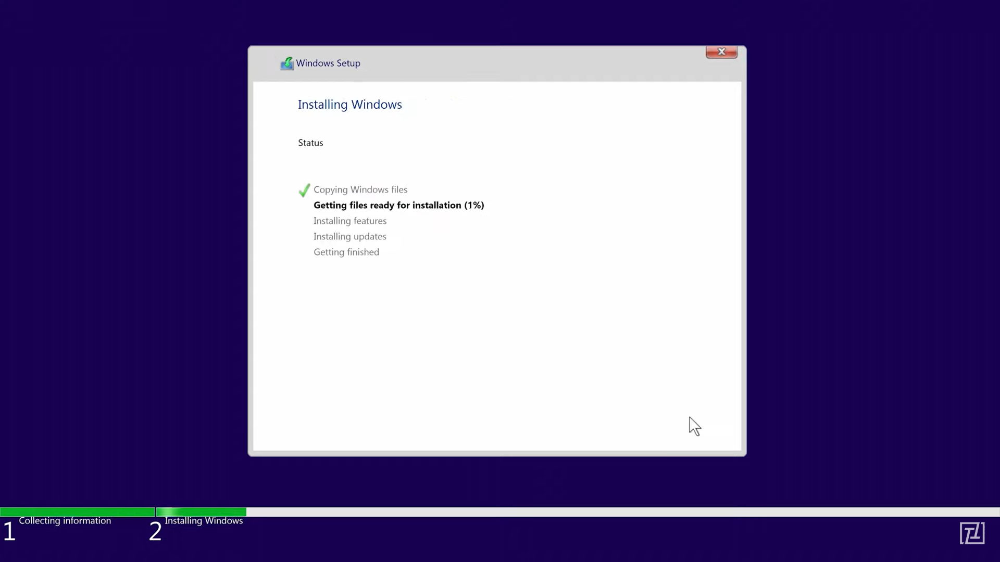 Windows Setup
Installing Windows
Status
Copying Windows files
Getting files ready for installation (1%)
Installing features
Installing updates
Getting finished
1 Collecting information
2 Installing Windows